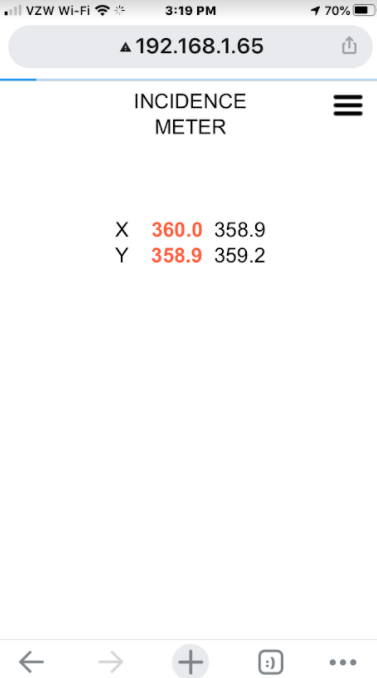 VZW Wi-Fi 3:19 PM 70%
192.168.1.65
INCIDENCE
METER
X 360.0 358.9
Y 358.9 359.2
:)